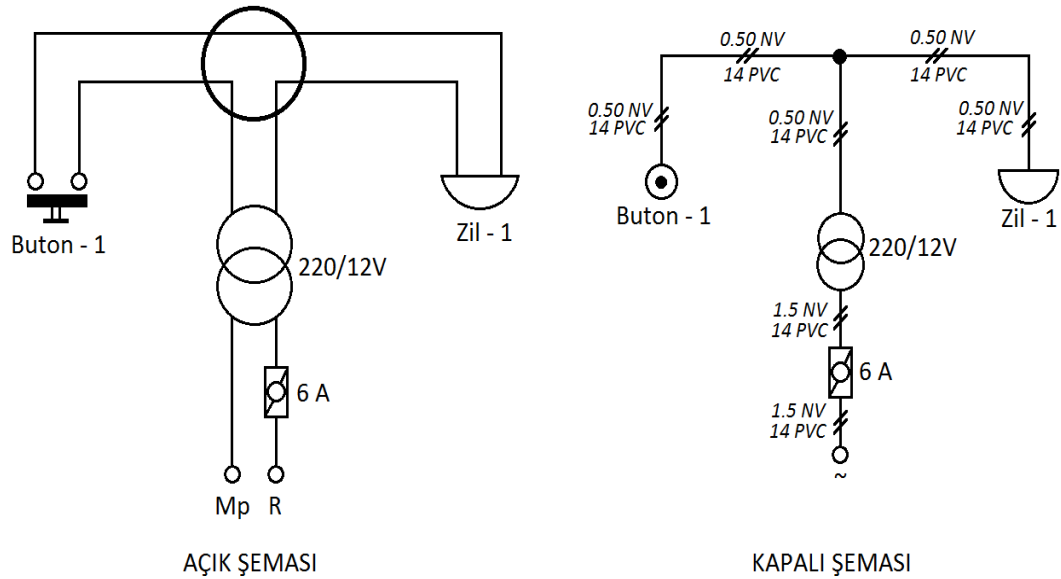 Buton - 1
Zil - 1
220/12V
6 A
Mp R
AÇIK ŞEMASI
0.50 NV
14 PVC
0.50 NV
14 PVC
0.50 NV
14 PVC
0.50 NV
14 PVC
0.50 NV
14 PVC
Buton - 1
Zil - 1
220/12V
1.5 NV
14 PVC
6 A
1.5 NV
14 PVC
~
KAPALI ŞEMASI